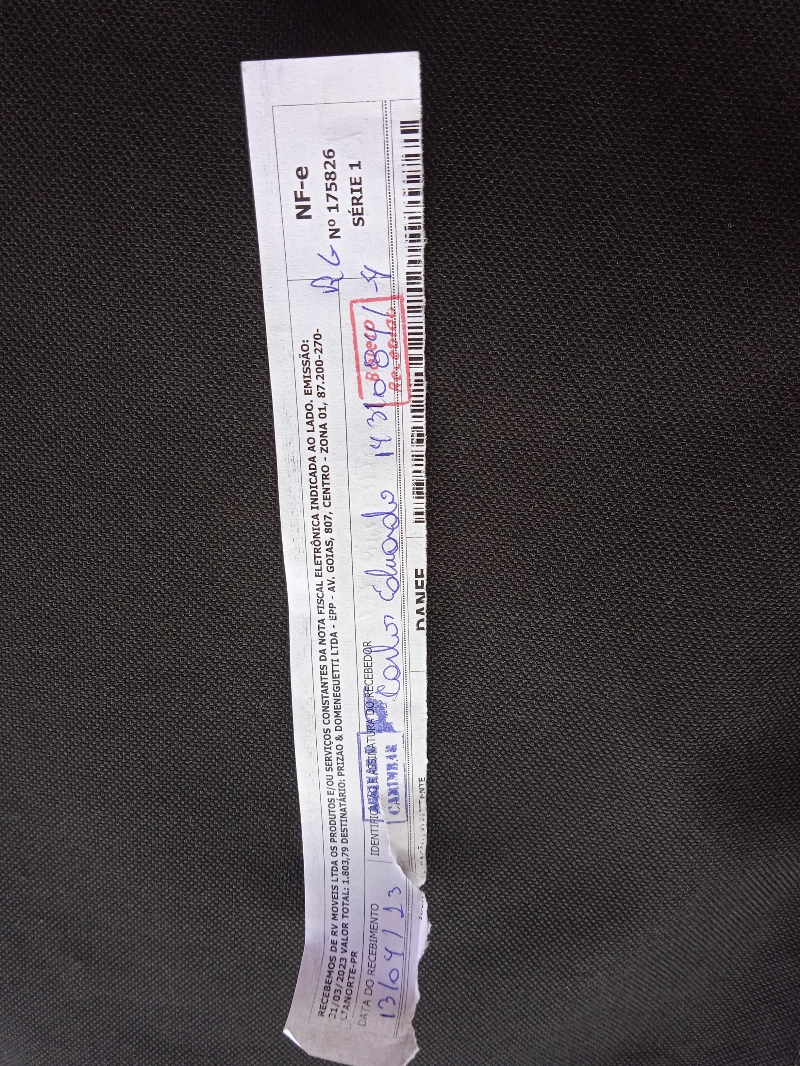 RECEBEMOS DE RV MOVEIS LTDA OS PRODUTOS E/OU SERVIÇOS CONSTANTES DA NOTA FISCAL ELETRÔNICA INDICADA AO LADO. EMISSÃO:
31/03/2023 VALOR TOTAL: 1.803,79 DESTINATÁRIO: PRIZAO & DOMENEGUETTI LTDA - EPP - AV. GOIAS, 807, CENTRO - ZONA 01, 87.200-270-
CIANORTE-PR
NF-e
Nº 175826
SÉRIE 1
DATA DO RECEBIMENTO
13/04/23
ASSINATURA DO RECEBEDOR
Carlos Eduardo
RG
DANFE